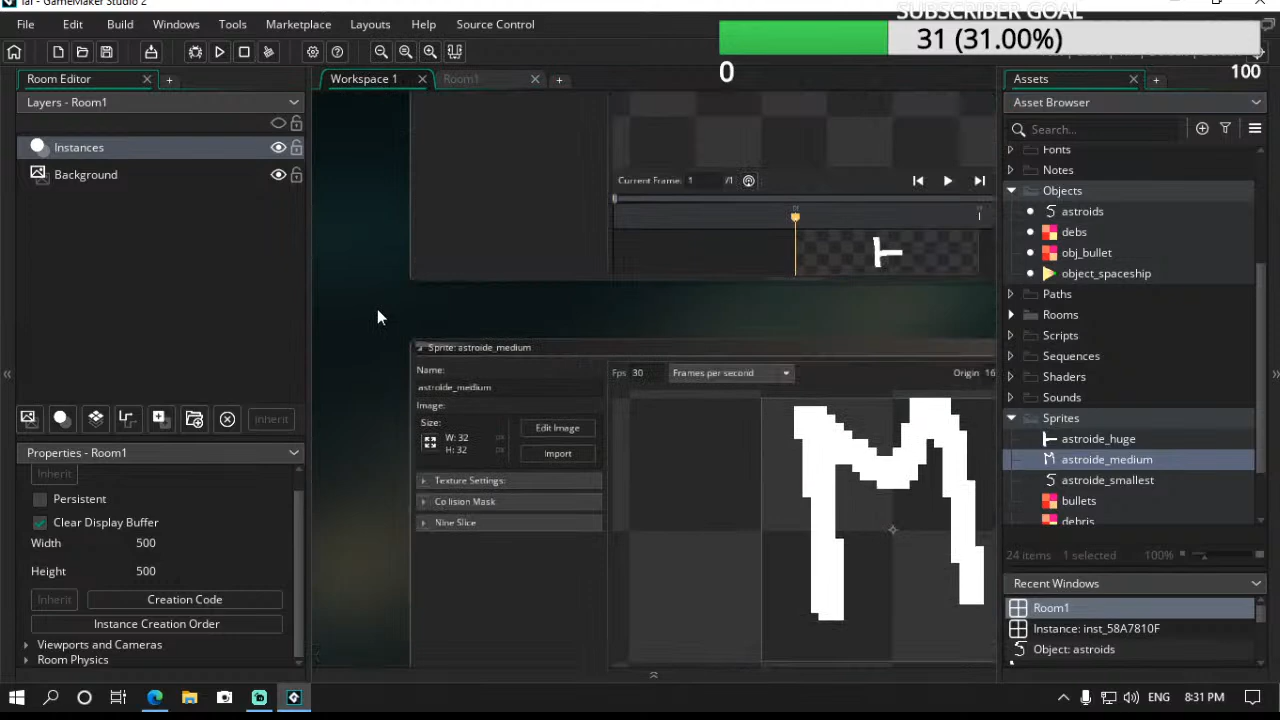 GameMaker Studio 2
File Edit Build Windows Tools Marketplace Layouts Help Source Control
SUBSCRIBER GOAL
31 (31.00%)
0
100
Room Editor
Workspace 1
Room1
Assets
Layers - Room1
Asset Browser
Search...
Instances
Background
Current Frame: 1 /1
Fonts
Notes
Objects
astroids
debs
obj_bullet
object_spaceship
Paths
Rooms
Scripts
Sequences
Shaders
Sounds
Sprites
astroide_huge
astroide_medium
astroide_smallest
bullets
debris
24 items 1 selected 100%
Sprite: astroide_medium
Name:
astroide_medium
Image:
Size:
W: 32 px
H: 32 px
Edit Image
Import
Texture Settings:
Collision Mask
Nine Slice
Fps 30 Frames per second Origin 16
M
Inherit
Properties - Room1
Inherit
Persistent
Clear Display Buffer
Width 500
Height 500
Inherit Creation Code
Instance Creation Order
Viewports and Cameras
Room Physics
Recent Windows
Room1
Instance: inst_58A7810F
Object: astroids
ENG 8:31 PM